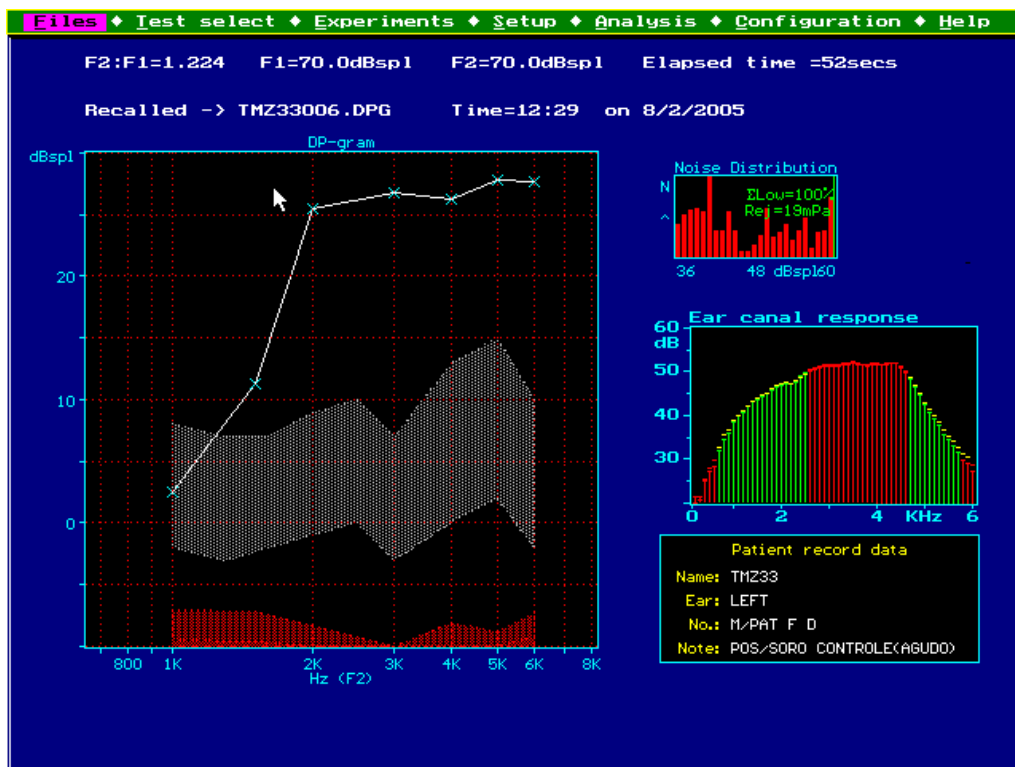 Files ♦ Test select ♦ Experiments ♦ Setup ♦ Analysis ♦ Configuration ♦ Help
F2:F1=1.224 F1=70.0dBspl F2=70.0dBspl Elapsed time =52secs
Recalled -> TMZ33006.DPG Time=12:29 on 8/2/2005
DP-gram
dBspl
20
10
0
800 1K 2K 3K 4K 5K 6K 8K
Hz (F2)
Noise Distribution
N
^
ΣLow=100%
Rej=19mPa
36 48 dBspl60
Ear canal response
60
dB
50
40
30
0 2 4 KHz 6
Patient record data
Name: TMZ33
Ear: LEFT
No.: M/PAT F D
Note: POS/SORO CONTROLE(AGUDO)